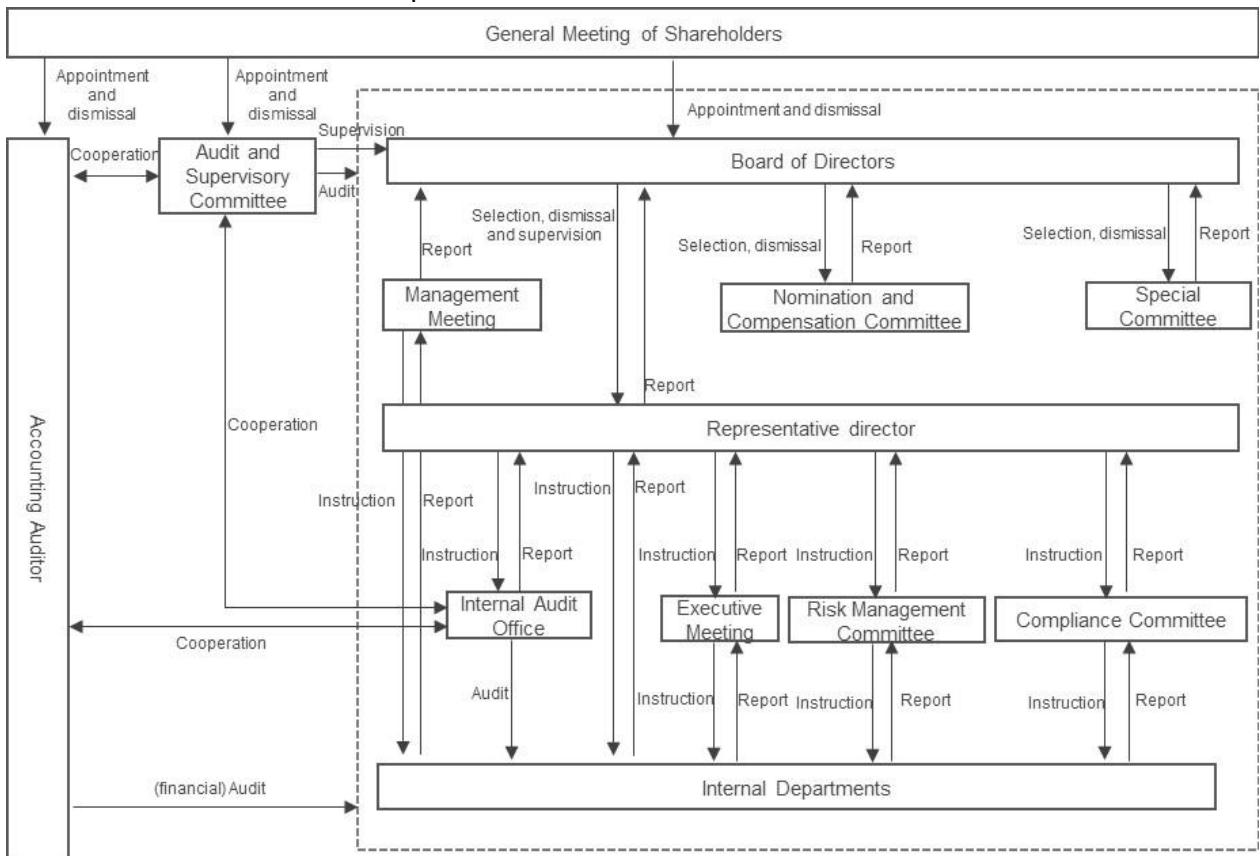 General Meeting of Shareholders
Appointment
and
dismissal
Appointment
and
dismissal
Appointment and dismissal
Supervision
Cooperation
Audit and
Supervisory
Committee
Audit
Board of Directors
Selection, dismissal
and supervision
Report
Selection, dismissal
Report
Selection, dismissal
Report
Report
Management
Meeting
Nomination and
Compensation Committee
Special
Committee
Report
Accounting Auditor
Cooperation
Representative director
Instruction
Report
Instruction
Report
Instruction
Report
Instruction
Report
Instruction
Report
Instruction
Report
Internal Audit
Office
Executive
Meeting
Risk Management
Committee
Compliance Committee
Cooperation
Audit
Instruction
Report
Instruction
Report
Instruction
Report
(financial) Audit
Internal Departments